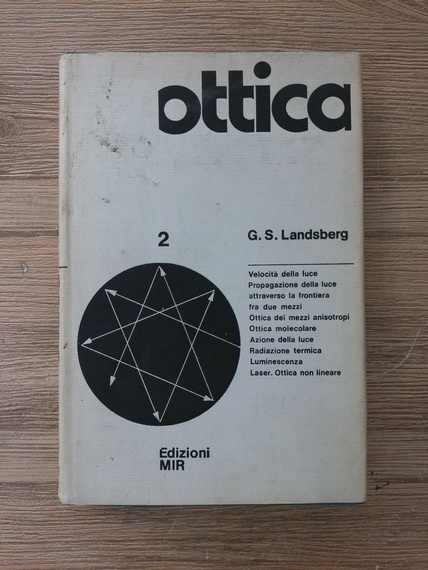 ottica
2
G. S. Landsberg
Velocità della luce
Propagazione della luce
attraverso la frontiera
fra due mezzi
Ottica dei mezzi anisotropi
Ottica molecolare
Azione della luce
Radiazione termica
Luminescenza
Laser. Ottica non lineare
Edizioni
MIR